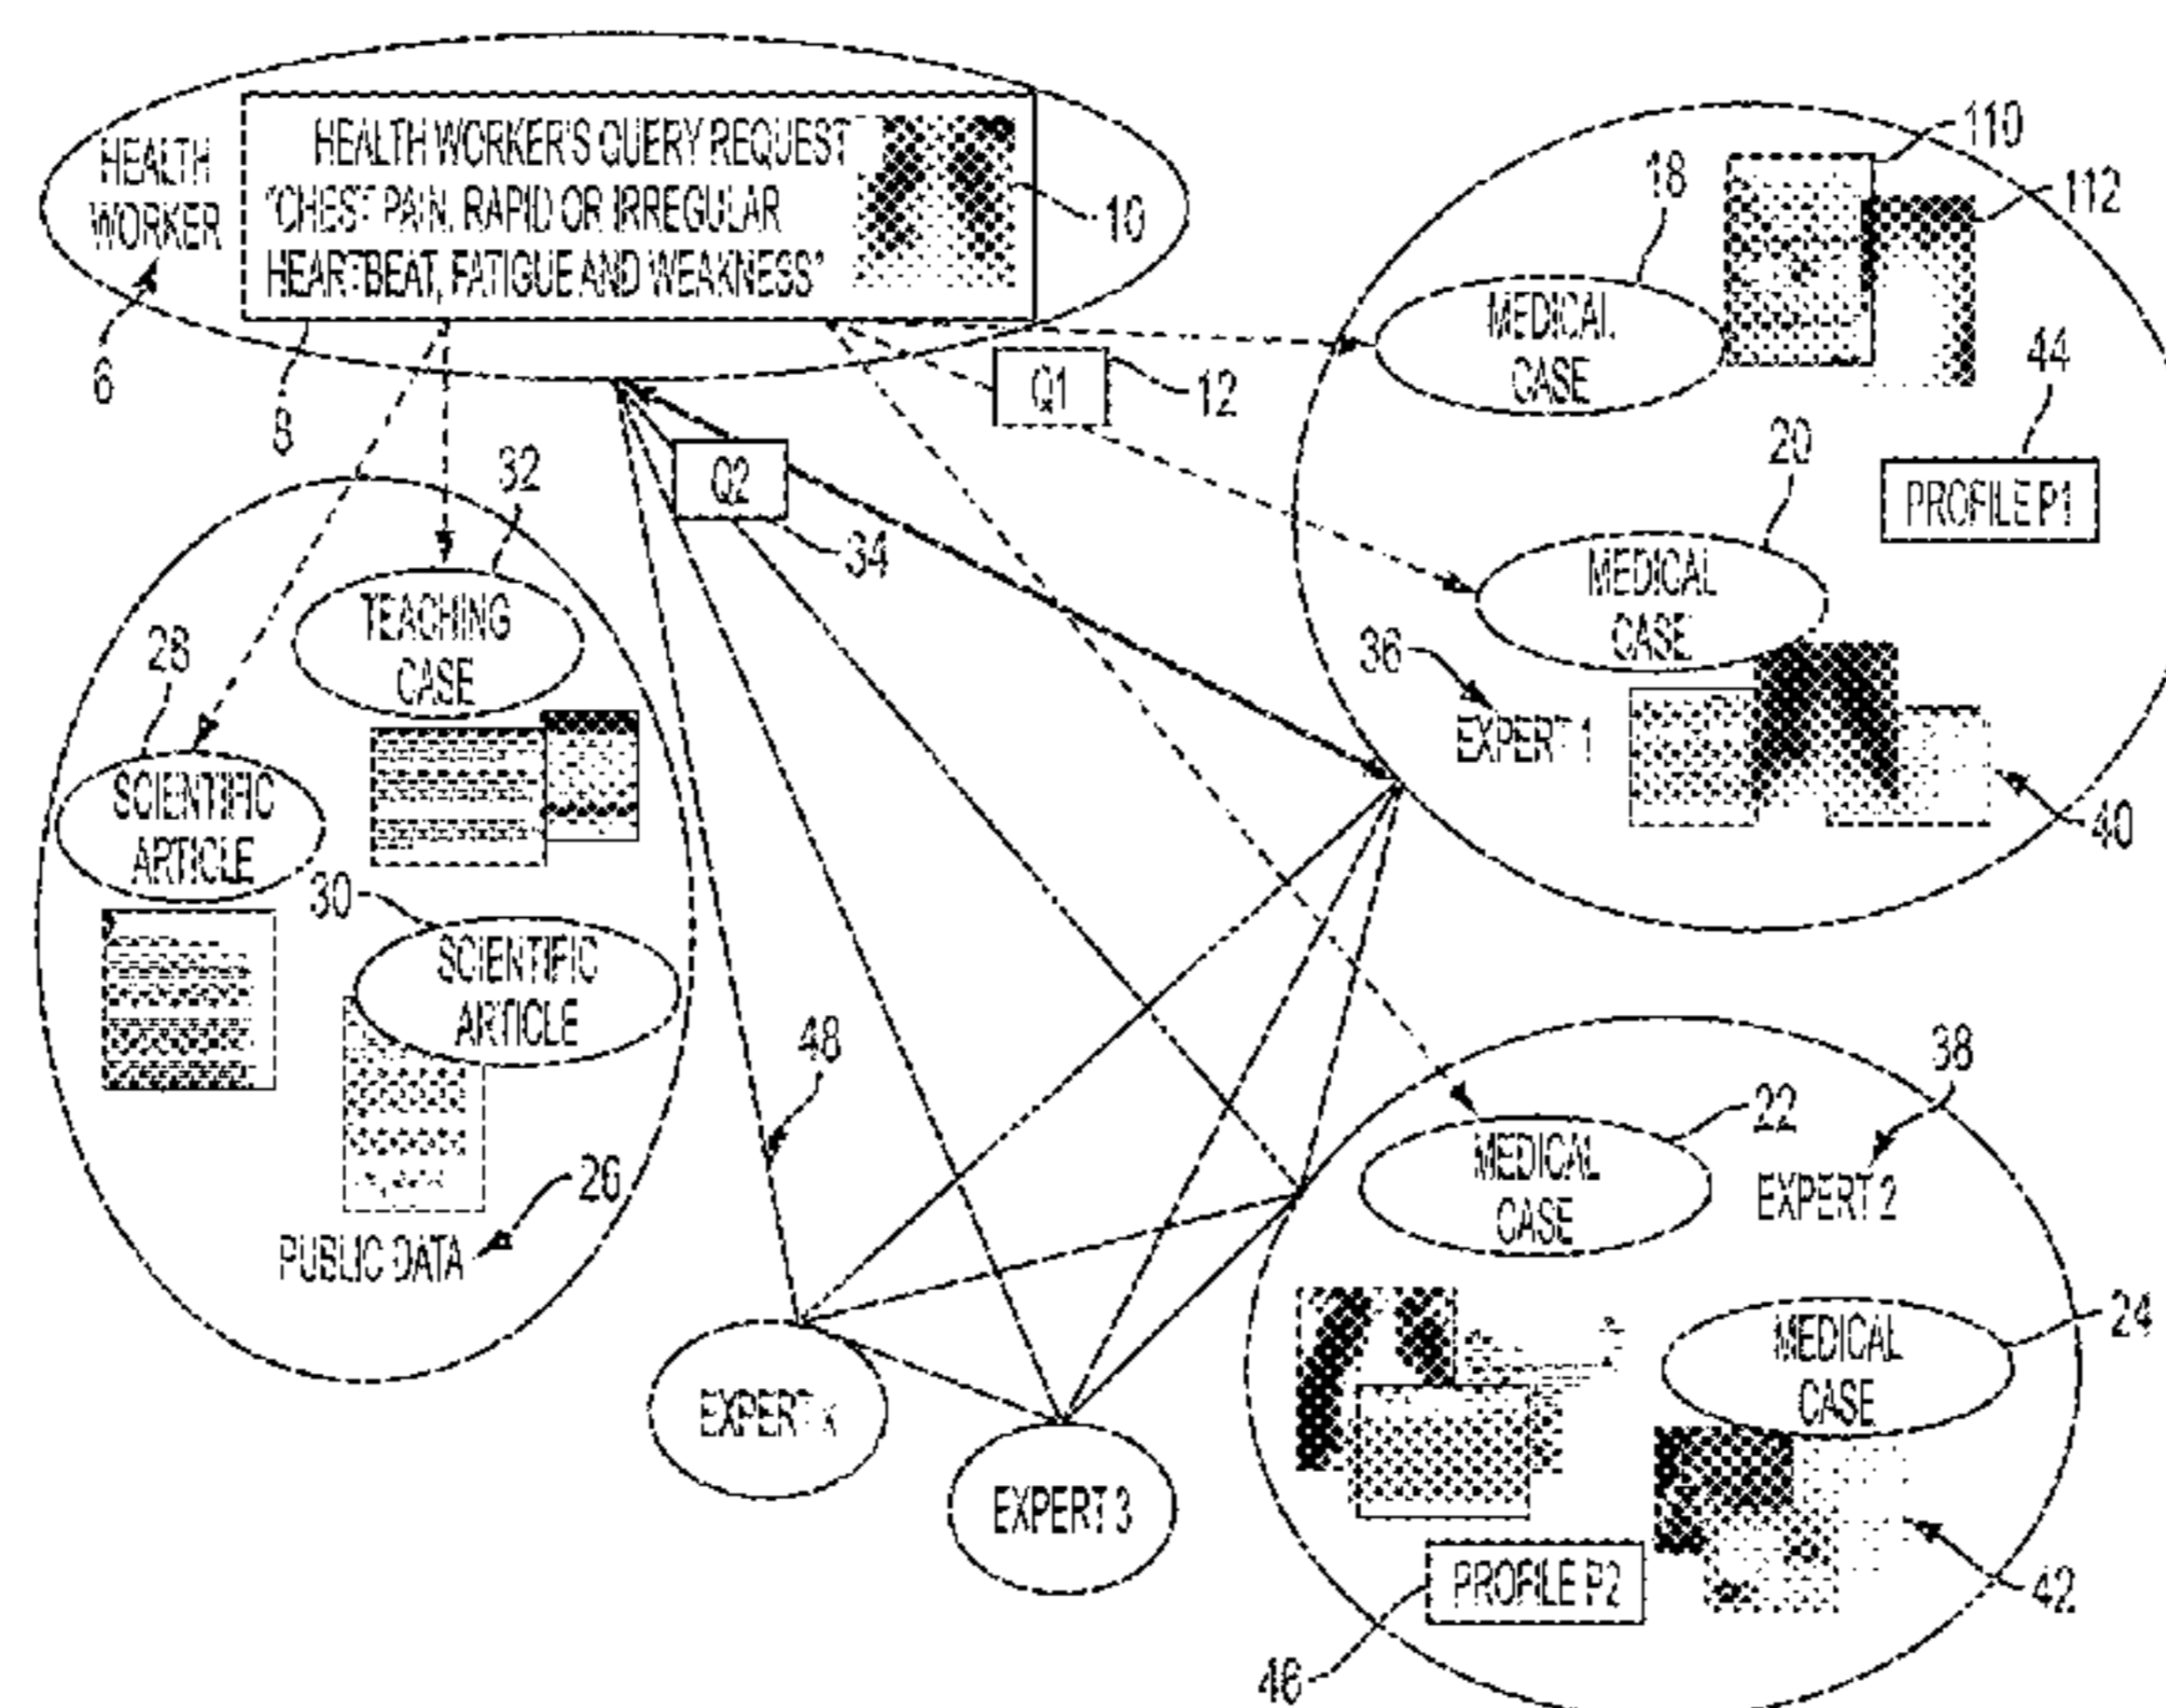 HEALTH
WORKER
HEALTH WORKER'S QUERY REQUEST
"CHEST PAIN, RAPID OR IRREGULAR
HEARTBEAT, FATIGUE AND WEAKNESS"
10
6
8
Q1
12
Q2
34
110
18
112
MEDICAL
CASE
44
PROFILE P1
20
MEDICAL
CASE
36
EXPERT 1
40
32
TEACHING
CASE
28
SCIENTIFIC
ARTICLE
30
SCIENTIFIC
ARTICLE
26
PUBLIC DATA
48
EXPERT K
EXPERT 3
38
22
MEDICAL
CASE
EXPERT 2
24
MEDICAL
CASE
PROFILE P2
42
46